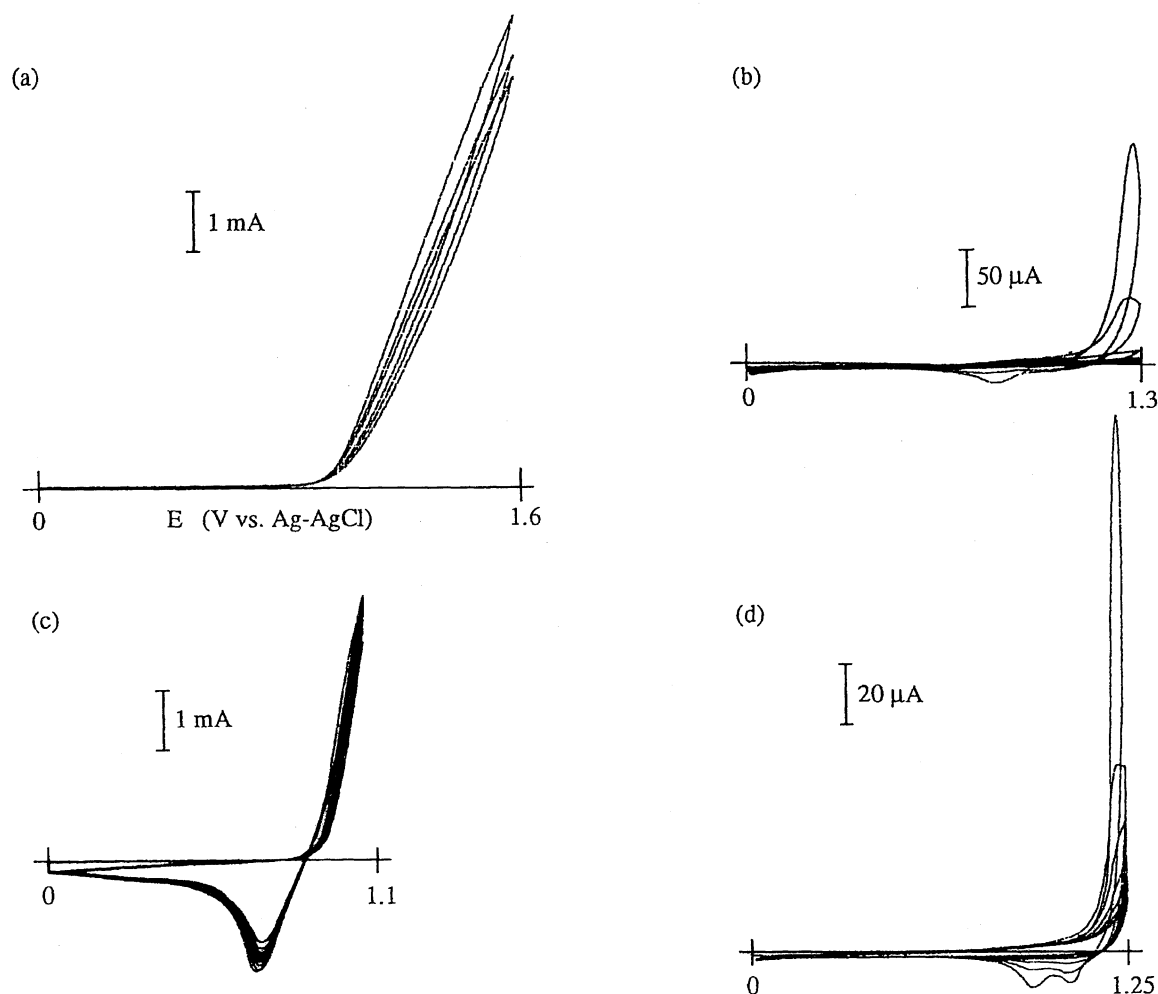 (a)
1 mA
0
E (V vs. Ag-AgCl)
1.6
(b)
50 µA
0
1.3
(c)
1 mA
0
1.1
(d)
20 µA
0
1.25